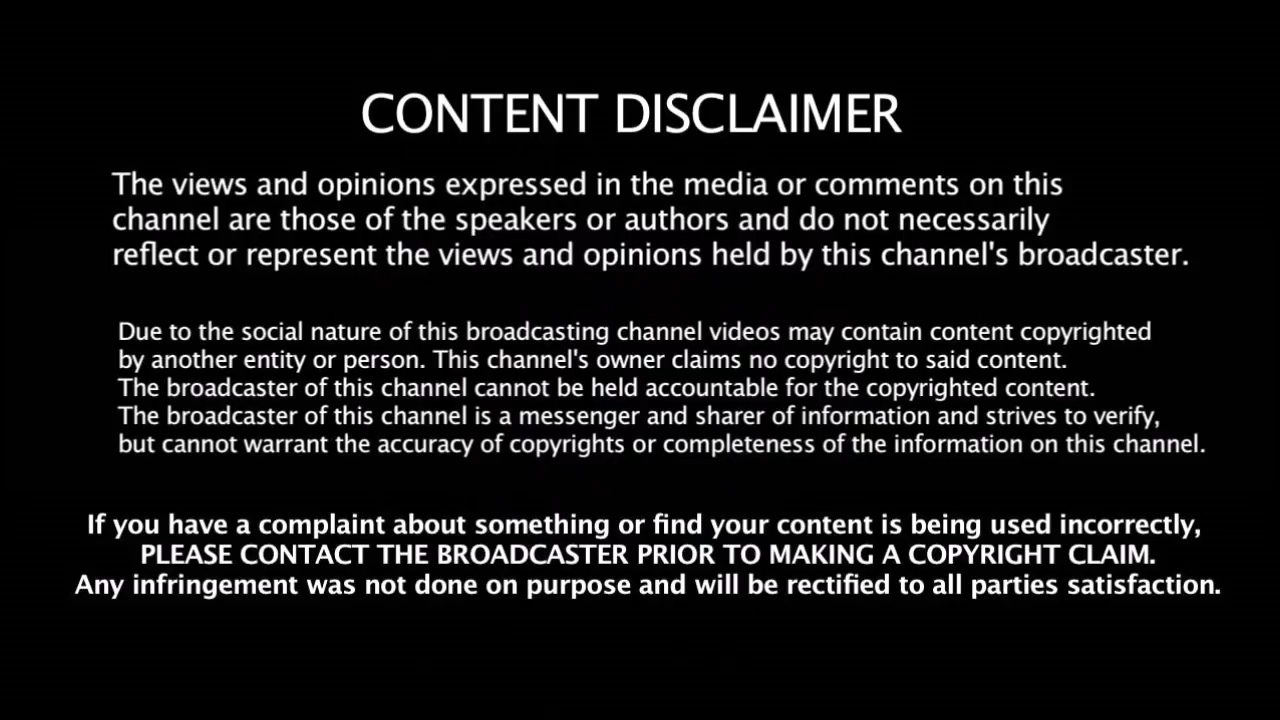 CONTENT DISCLAIMER
The views and opinions expressed in the media or comments on this
channel are those of the speakers or authors and do not necessarily
reflect or represent the views and opinions held by this channel's broadcaster.
Due to the social nature of this broadcasting channel videos may contain content copyrighted
by another entity or person. This channel's owner claims no copyright to said content.
The broadcaster of this channel cannot be held accountable for the copyrighted content.
The broadcaster of this channel is a messenger and sharer of information and strives to verify,
but cannot warrant the accuracy of copyrights or completeness of the information on this channel.
If you have a complaint about something or find your content is being used incorrectly,
PLEASE CONTACT THE BROADCASTER PRIOR TO MAKING A COPYRIGHT CLAIM.
Any infringement was not done on purpose and will be rectified to all parties satisfaction.